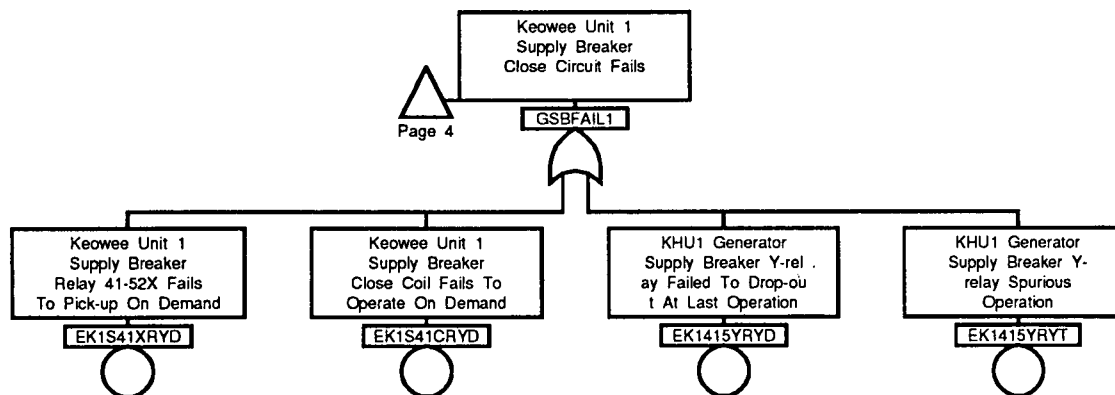 Keowee Unit 1
Supply Breaker
Close Circuit Fails
Page 4
GSBFAIL1
Keowee Unit 1
Supply Breaker
Relay 41-52X Fails
To Pick-up On Demand
EK1S41XRYD
Keowee Unit 1
Supply Breaker
Close Coil Fails To
Operate On Demand
EK1S41CRYD
KHU1 Generator
Supply Breaker Y-rel .
ay Failed To Drop-ou
t At Last Operation
EK1415YRYD
KHU1 Generator
Supply Breaker Y-
relay Spurious
Operation
EK1415YRYT